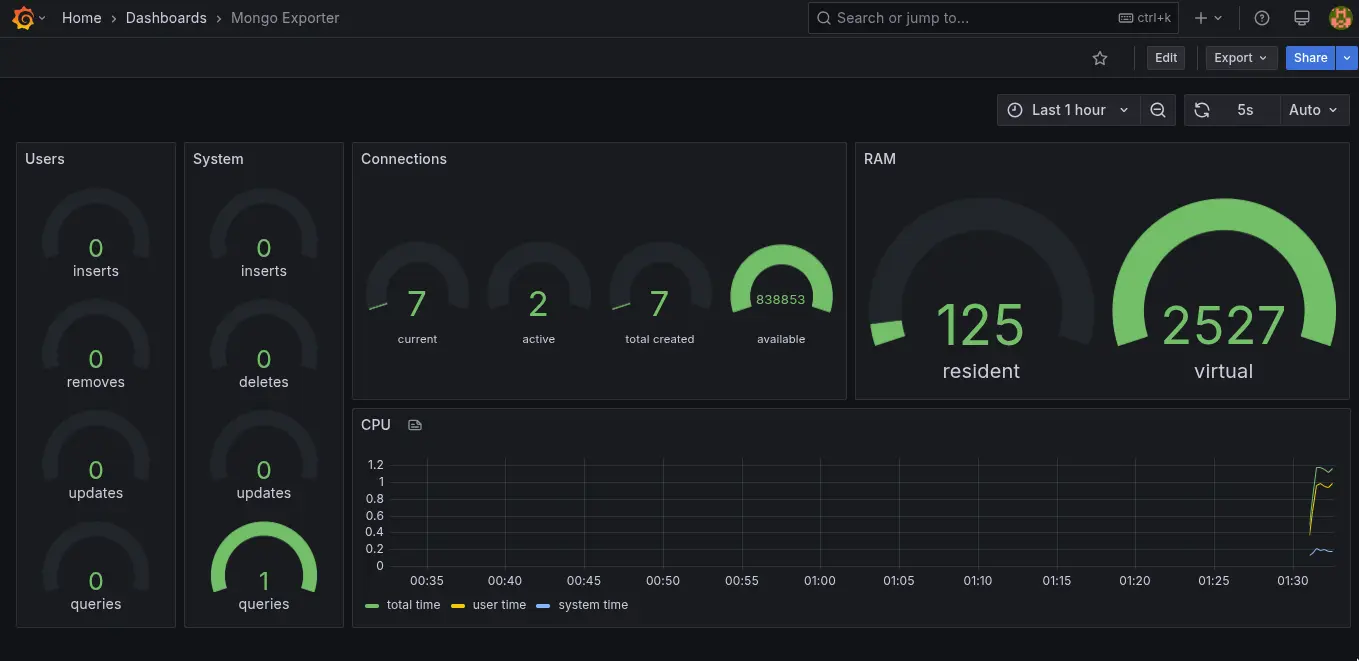 Home › Dashboards › Mongo Exporter
Search or jump to... ctrl+k
Edit Export Share
Last 1 hour 5s Auto
Users
0
inserts
0
removes
0
updates
0
queries
System
0
inserts
0
deletes
0
updates
1
queries
Connections
7
current
2
active
7
total created
838853
available
RAM
125
resident
2527
virtual
CPU
1.2
1
0.8
0.6
0.4
0.2
0
00:35 00:40 00:45 00:50 00:55 01:00 01:05 01:10 01:15 01:20 01:25 01:30
total time user time system time